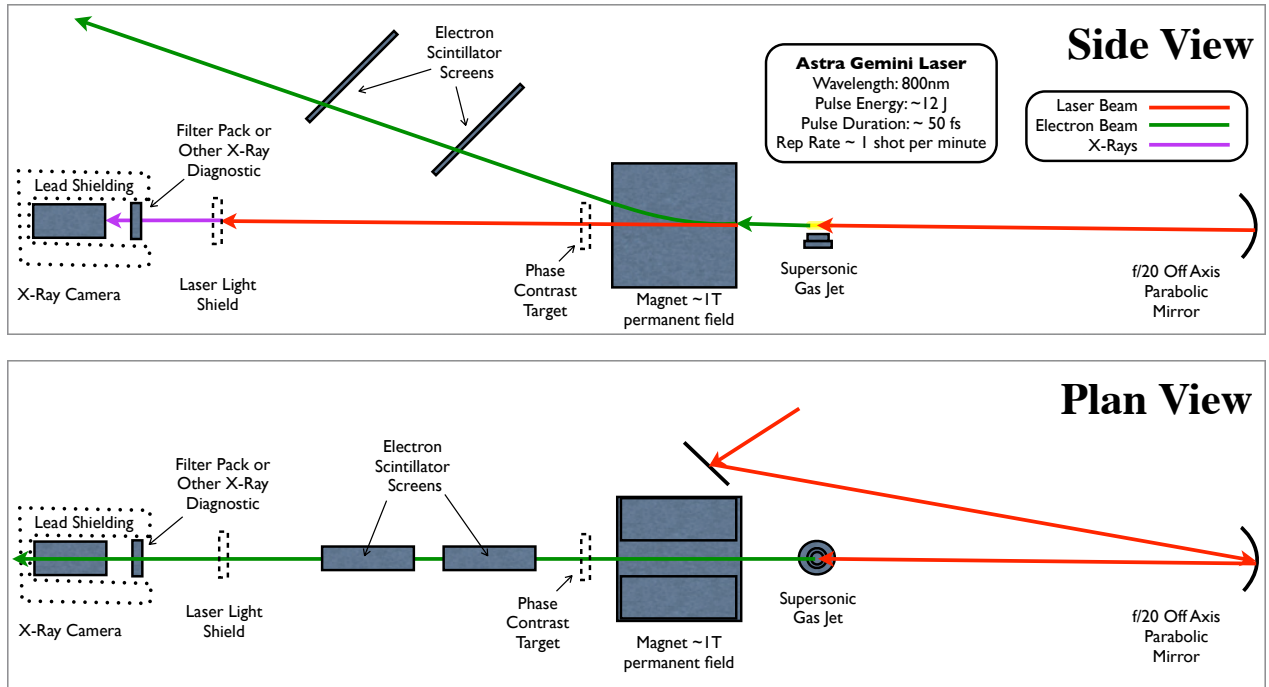 Side View
Electron
Scintillator
Screens
Astra Gemini Laser
Wavelength: 800nm
Pulse Energy: ~12 J
Pulse Duration: ~ 50 fs
Rep Rate ~ 1 shot per minute
Laser Beam
Electron Beam
X-Rays
Filter Pack or
Other X-Ray
Diagnostic
Lead Shielding
X-Ray Camera
Laser Light
Shield
Phase
Contrast
Target
Magnet ~1T
permanent field
Supersonic
Gas Jet
f/20 Off Axis
Parabolic
Mirror
Plan View
Electron
Scintillator
Screens
Filter Pack or
Other X-Ray
Diagnostic
Lead Shielding
X-Ray Camera
Laser Light
Shield
Phase
Contrast
Target
Magnet ~1T
permanent field
Supersonic
Gas Jet
f/20 Off Axis
Parabolic
Mirror